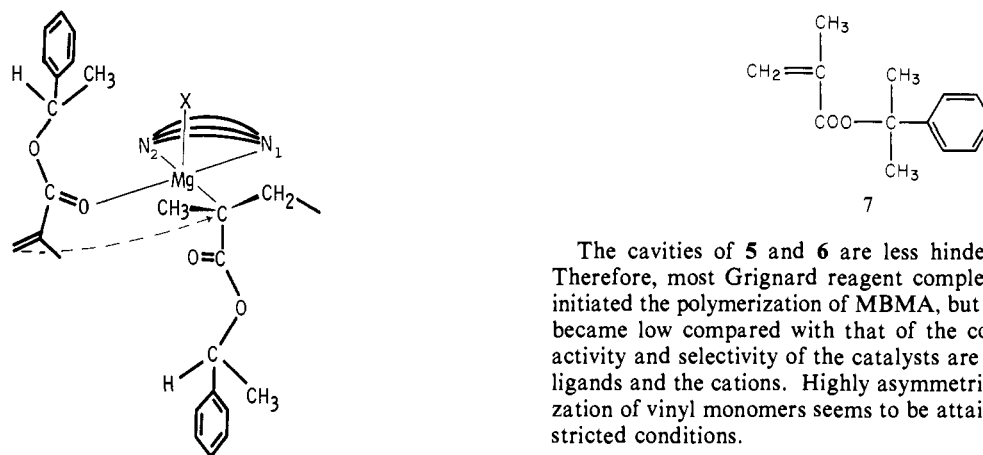 H
C
CH₃
X
O
N₂
N₁
C
O
Mg
CH₃
C
CH₂
O=C
O
H
C
CH₃
CH₃
CH₂=C
CH₃
COO—C
CH₃
7
The cavities of 5 and 6 are less hinde
Therefore, most Grignard reagent comple
initiated the polymerization of MBMA, but
became low compared with that of the co
activity and selectivity of the catalysts are
ligands and the cations. Highly asymmetri
zation of vinyl monomers seems to be attai
stricted conditions.